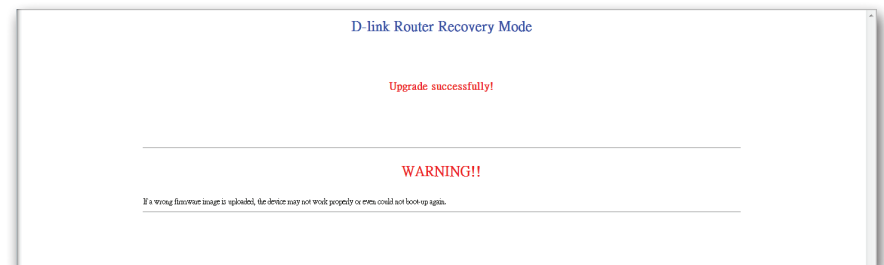 D-link Router Recovery Mode
Upgrade successfully!
WARNING!!
If a wrong firmware image is uploaded, the device may not work properly or even could not boot-up again.